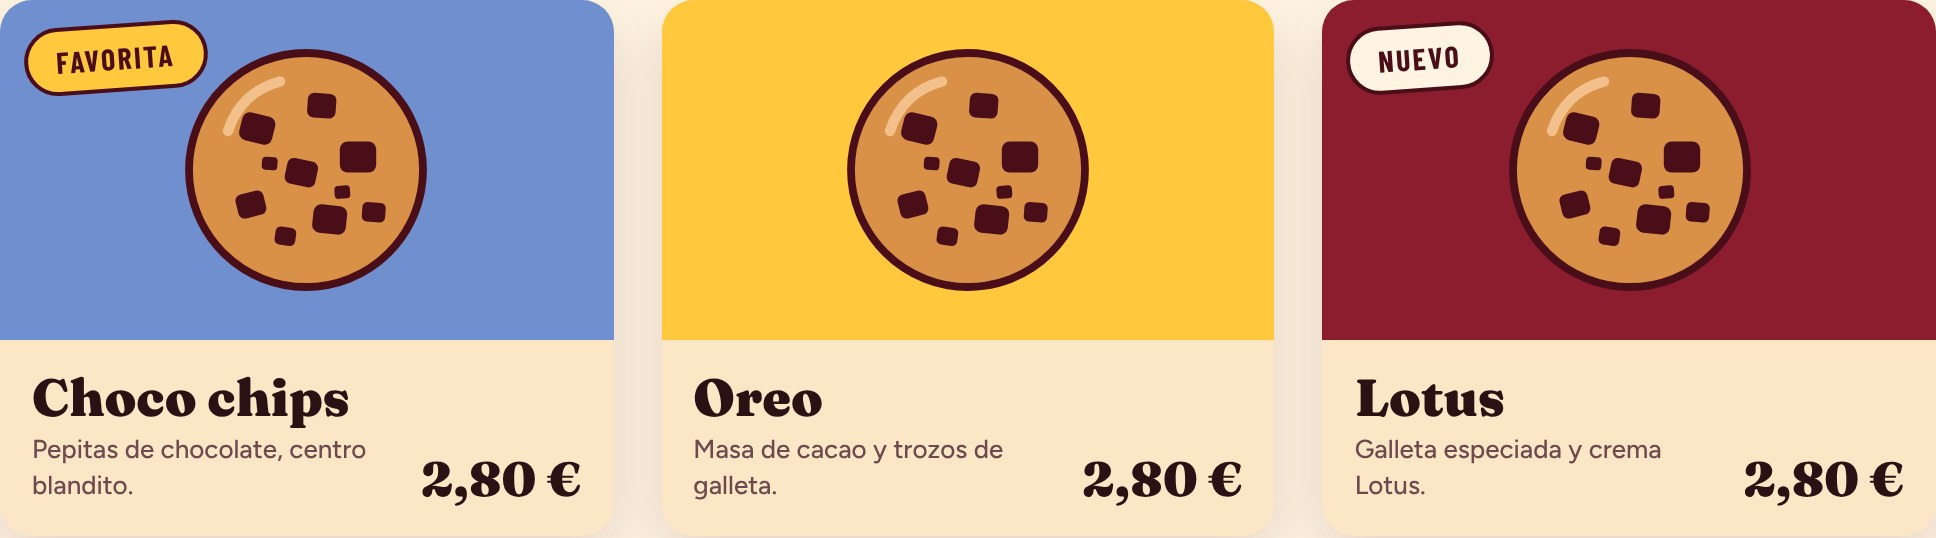 FAVORITA
Choco chips
Pepitas de chocolate, centro
blandito.
2,80 €
Oreo
Masa de cacao y trozos de
galleta.
2,80 €
NUEVO
Lotus
Galleta especiada y crema
Lotus.
2,80 €